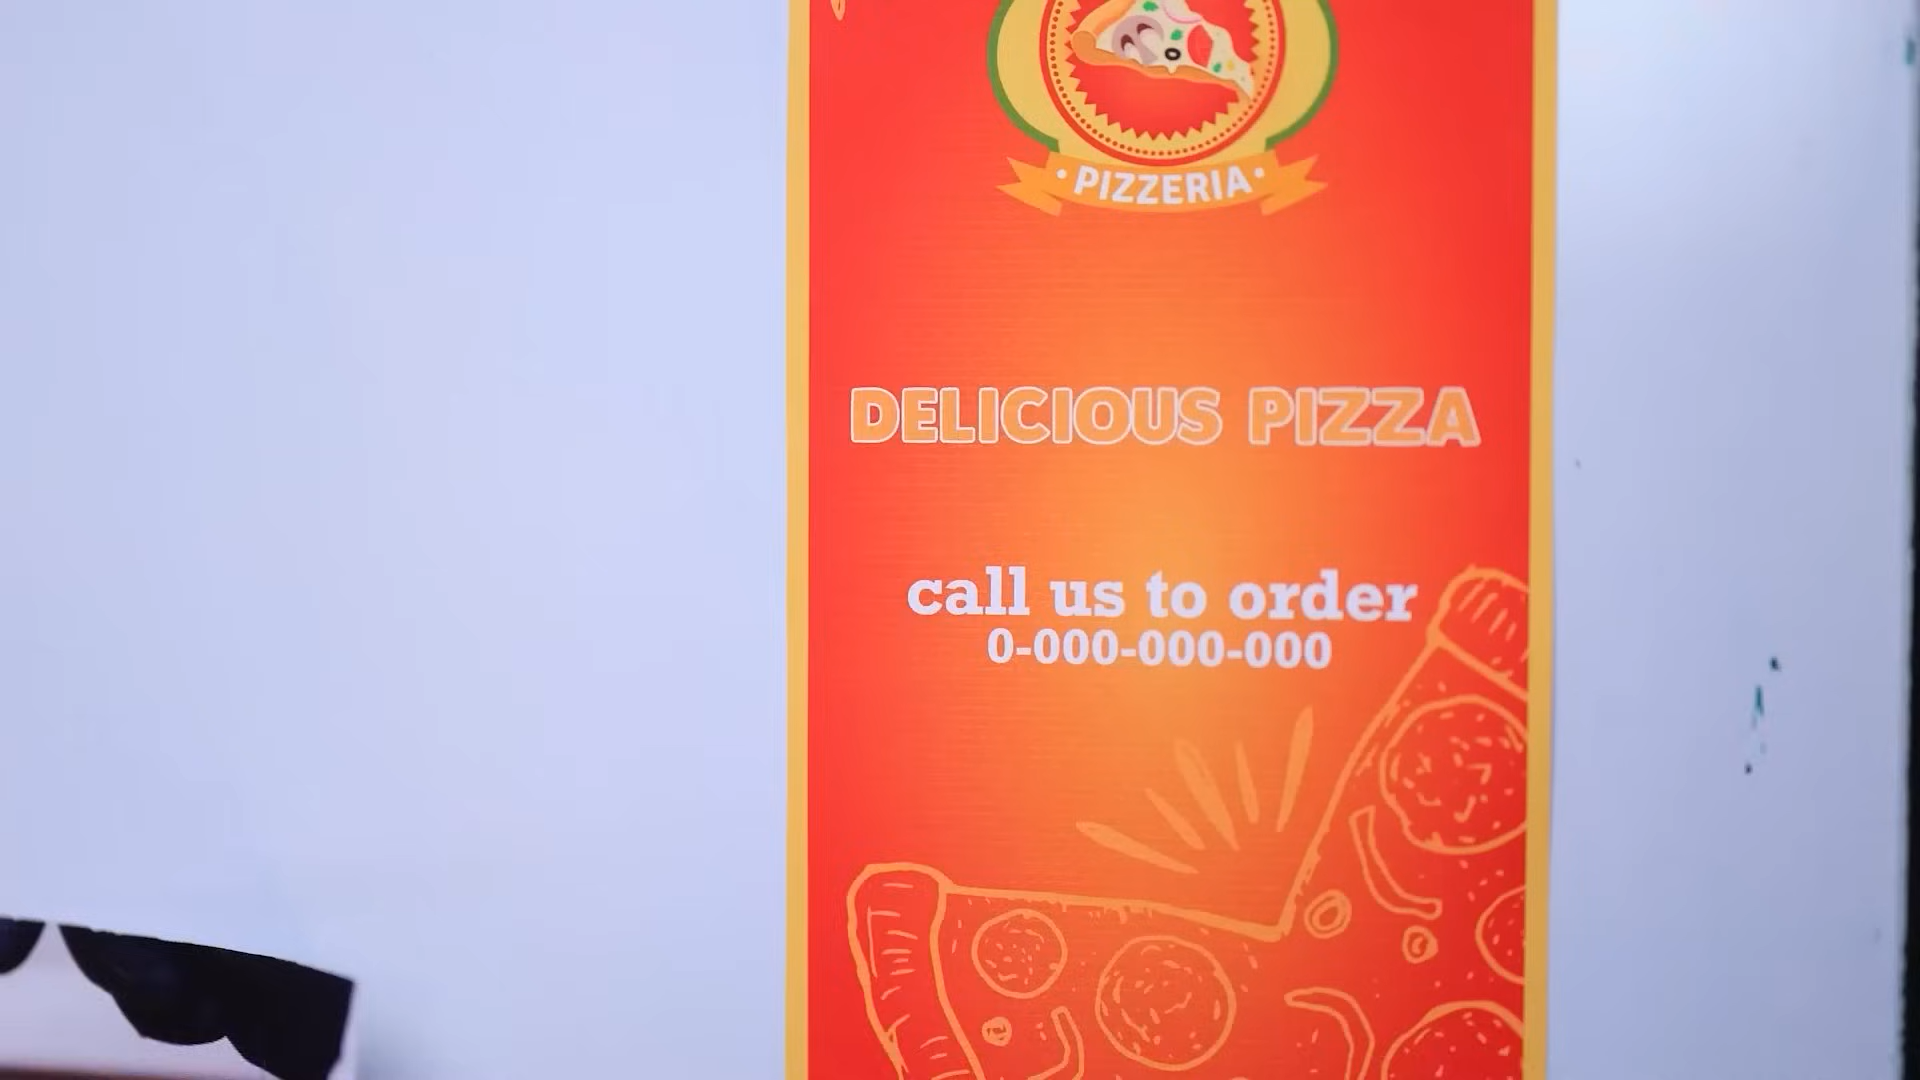 • PIZZERIA •
DELICIOUS PIZZA
call us to order
0-000-000-000